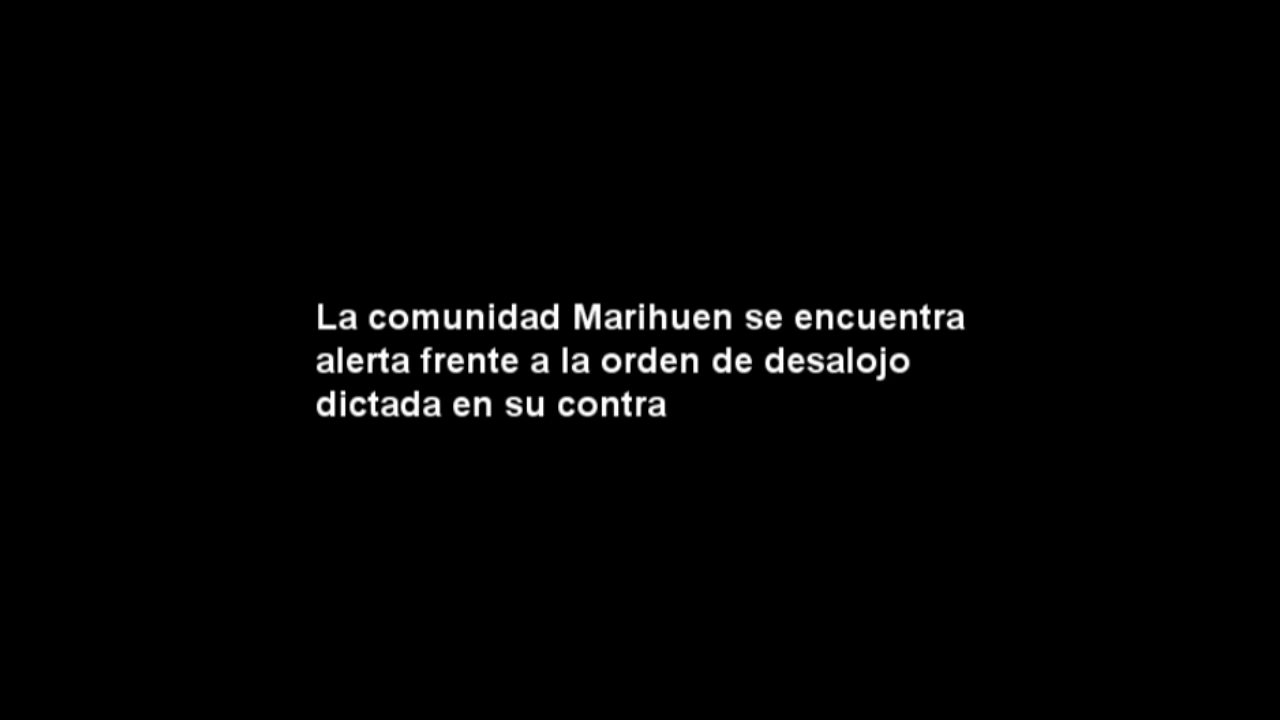 La comunidad Marihuen se encuentra
alerta frente a la orden de desalojo
dictada en su contra